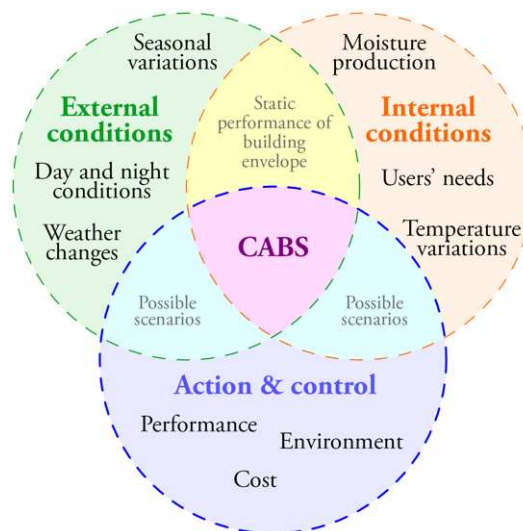 Seasonal
variations
Moisture
production
External
conditions
Static
performance of
building
envelope
Internal
conditions
Day and night
conditions
Users' needs
Weather
changes
CABS
Temperature
variations
Possible
scenarios
Possible
scenarios
Action & control
Performance
Environment
Cost